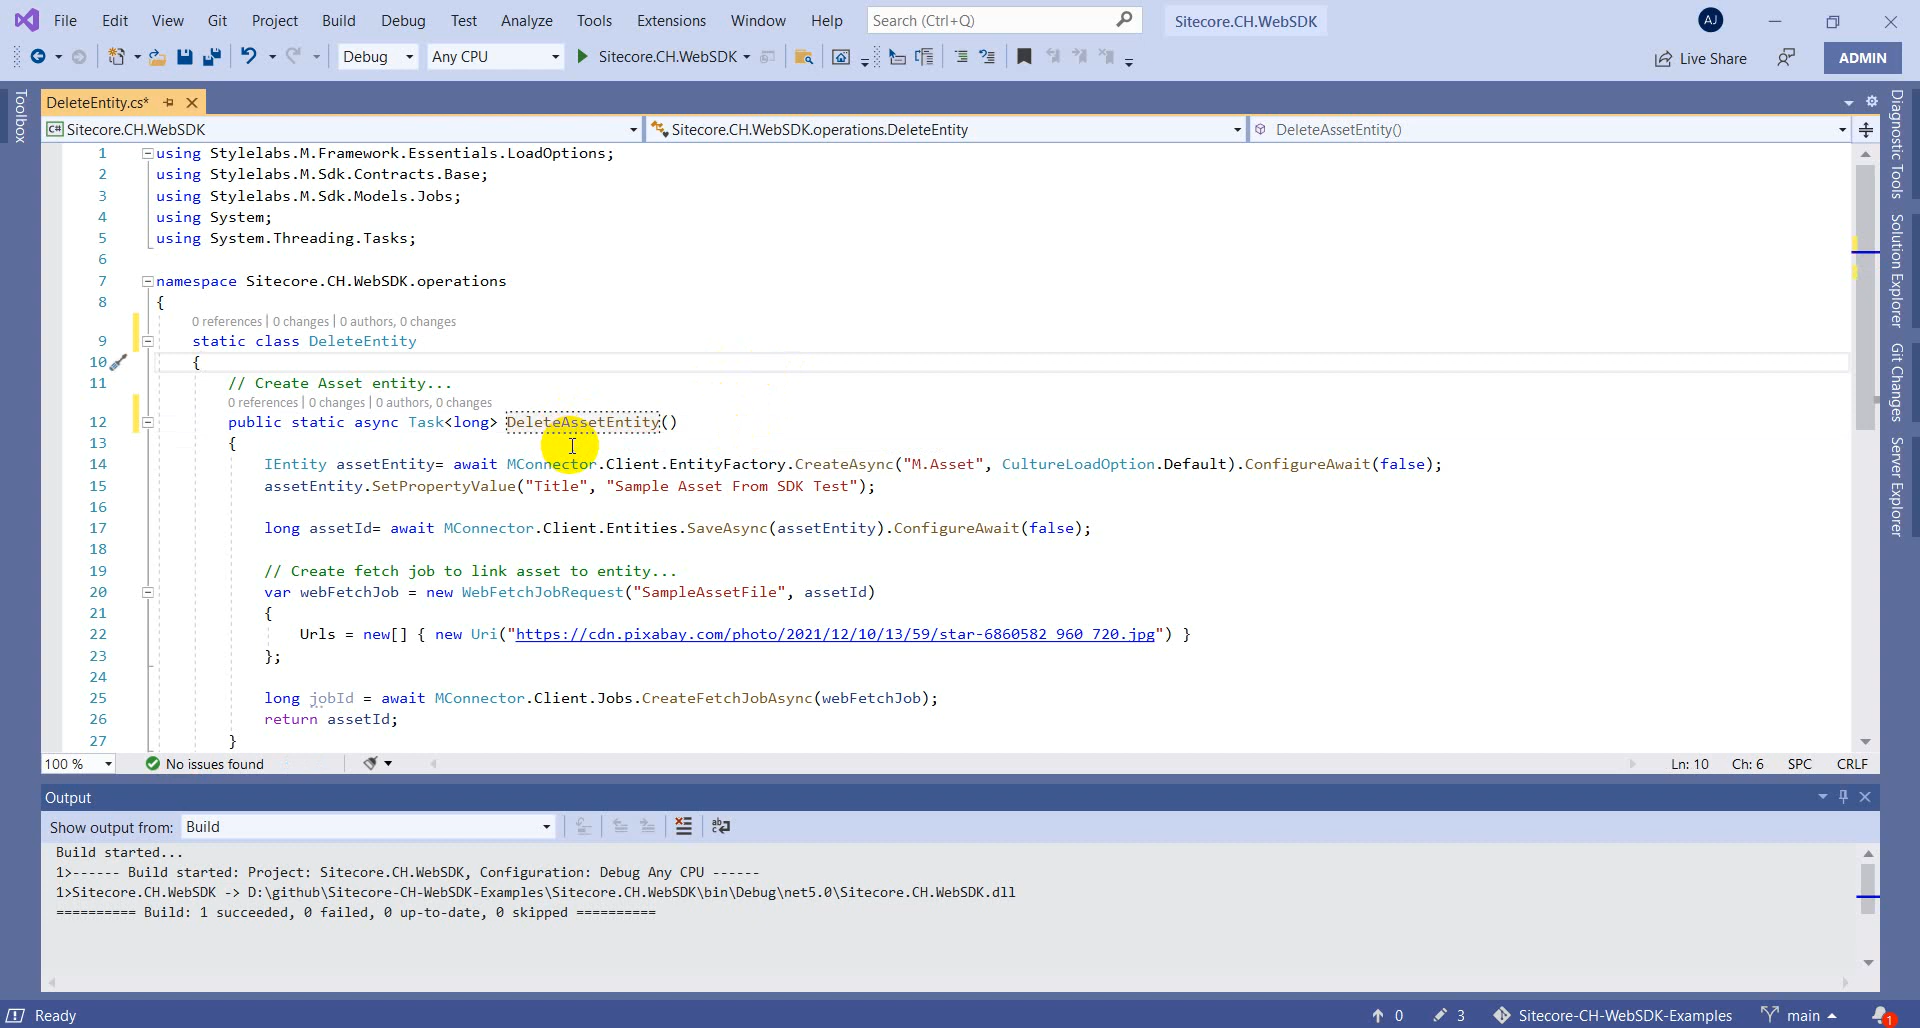 File Edit View Git Project Build Debug Test Analyze Tools Extensions Window Help Search (Ctrl+Q) Sitecore.CH.WebSDK AJ
Debug Any CPU Sitecore.CH.WebSDK Live Share ADMIN
Toolbox
DeleteEntity.cs*
Sitecore.CH.WebSDK Sitecore.CH.WebSDK.operations.DeleteEntity DeleteAssetEntity()
1 using Stylelabs.M.Framework.Essentials.LoadOptions;
2 using Stylelabs.M.Sdk.Contracts.Base;
3 using Stylelabs.M.Sdk.Models.Jobs;
4 using System;
5 using System.Threading.Tasks;
6
7 namespace Sitecore.CH.WebSDK.operations
8 {
0 references | 0 changes | 0 authors, 0 changes
9 static class DeleteEntity
10 {
11 // Create Asset entity...
0 references | 0 changes | 0 authors, 0 changes
12 public static async Task<long> DeleteAssetEntity()
13 {
14 IEntity assetEntity= await MConnector.Client.EntityFactory.CreateAsync("M.Asset", CultureLoadOption.Default).ConfigureAwait(false);
15 assetEntity.SetPropertyValue("Title", "Sample Asset From SDK Test");
16
17 long assetId= await MConnector.Client.Entities.SaveAsync(assetEntity).ConfigureAwait(false);
18
19 // Create fetch job to link asset to entity...
20 var webFetchJob = new WebFetchJobRequest("SampleAssetFile", assetId)
21 {
22 Urls = new[] { new Uri("https://cdn.pixabay.com/photo/2021/12/10/13/59/star-6860582_960_720.jpg") }
23 };
24
25 long jobId = await MConnector.Client.Jobs.CreateFetchJobAsync(webFetchJob);
26 return assetId;
27 }
Diagnostic Tools
Solution Explorer
Git Changes
Server Explorer
100 % No issues found Ln: 10 Ch: 6 SPC CRLF
Output
Show output from: Build
Build started...
1>------ Build started: Project: Sitecore.CH.WebSDK, Configuration: Debug Any CPU ------
1>Sitecore.CH.WebSDK -> D:\github\Sitecore-CH-WebSDK-Examples\Sitecore.CH.WebSDK\bin\Debug\net5.0\Sitecore.CH.WebSDK.dll
========== Build: 1 succeeded, 0 failed, 0 up-to-date, 0 skipped ==========
Ready 0 3 Sitecore-CH-WebSDK-Examples main 1